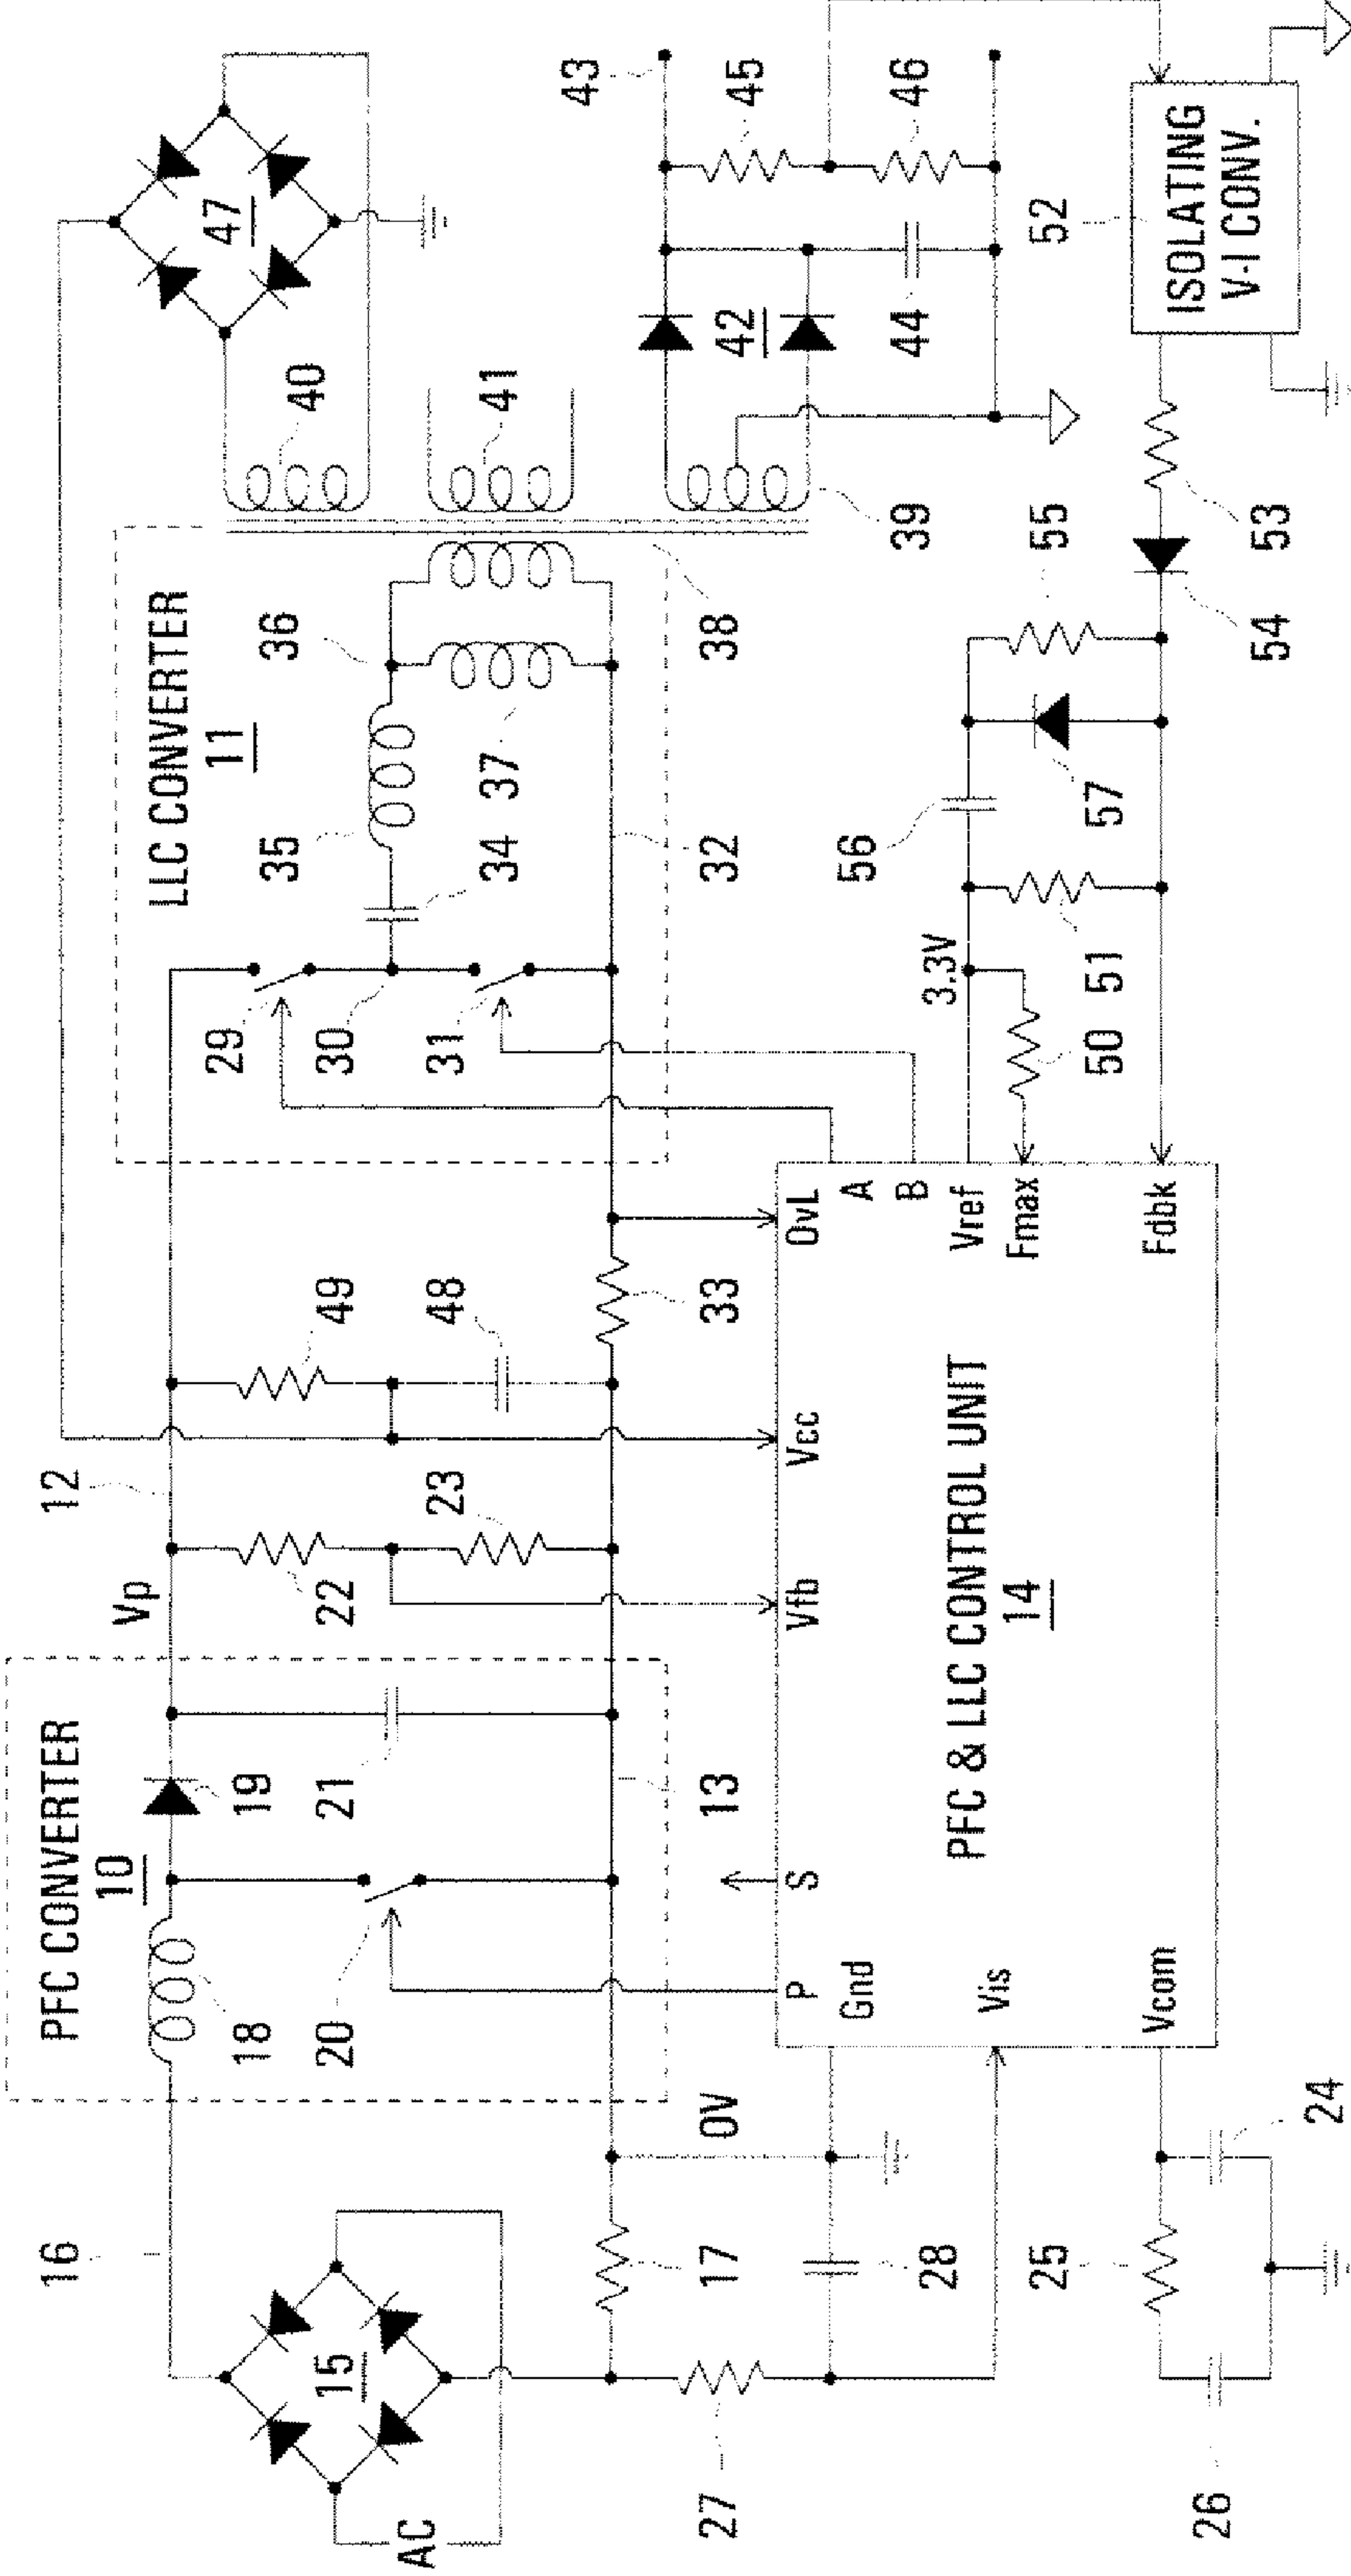 PFC CONVERTER
10
LLC CONVERTER
11
16
12
Vp
AC
15
18
19
20
21
22
23
49
48
29
30
31
35
34
36
37
38
32
40
41
39
47
42
43
44
45
46
17
0V
13
33
27
28
P
S
Vfb
Vcc
OvL
Gnd
A
B
Vis
Vref
Fmax
Vcom
Fdbk
PFC & LLC CONTROL UNIT
14
3.3V
50
51
56
57
55
54
53
52
ISOLATING
V-I CONV.
25
26
24